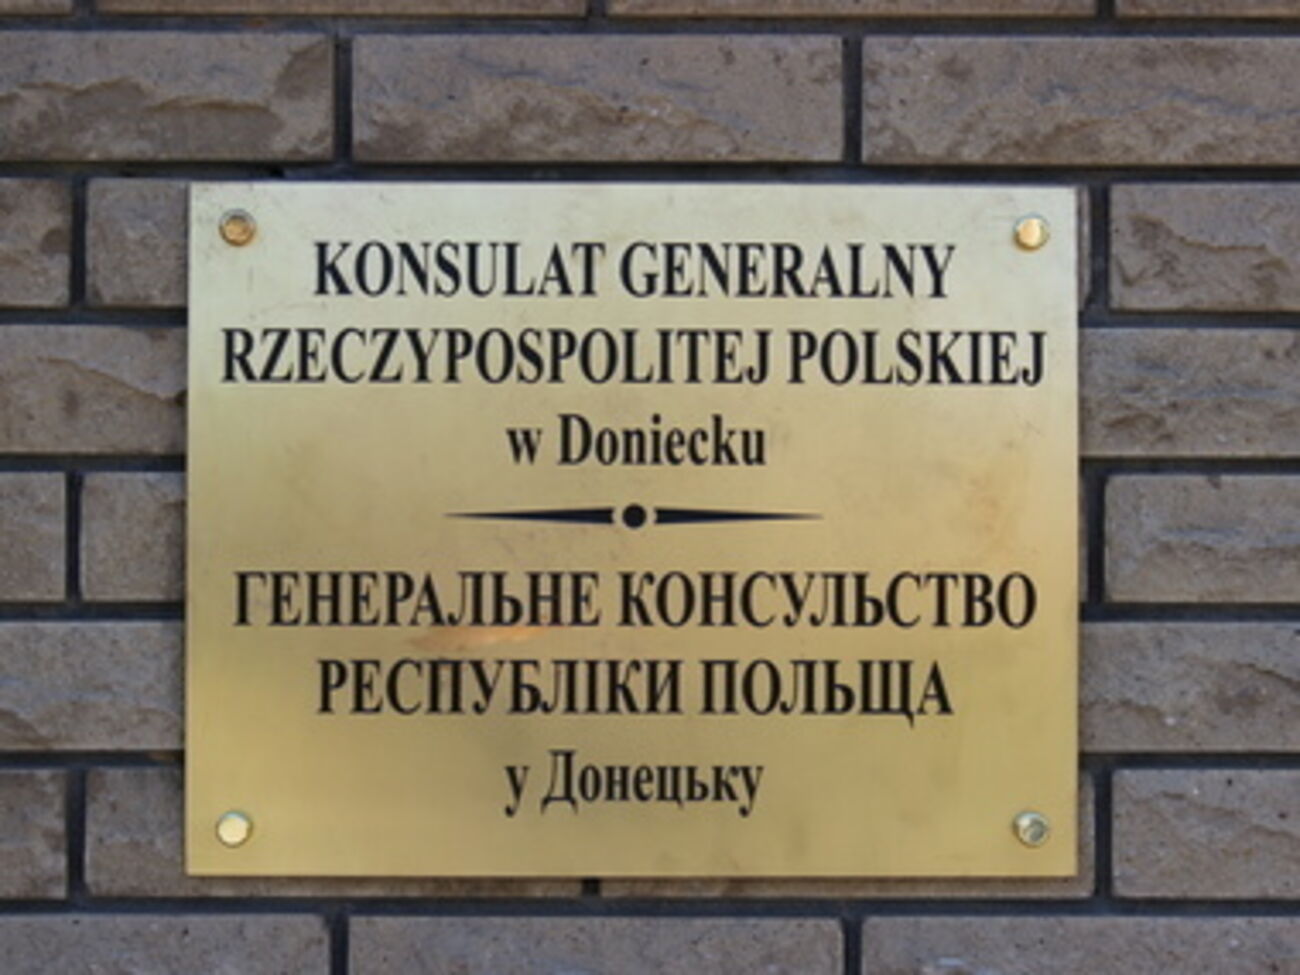 KONSULAT GENERALNY
RZECZYPOSPOLITEJ POLSKIEJ
w Doniecku
ГЕНЕРАЛЬНЕ КОНСУЛЬСТВО
РЕСПУБЛІКИ ПОЛЬЩА
у Донецьку